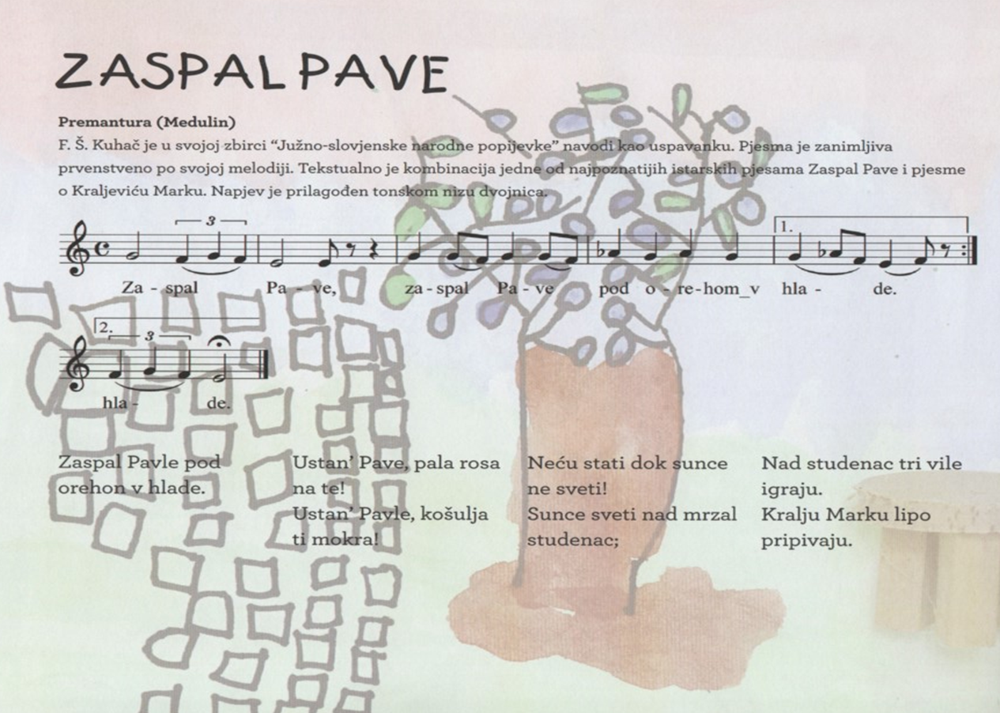 ZASPAL PAVE
Premantura (Medulin)
F. Š. Kuhač je u svojoj zbirci “Južno-slovjenske narodne popijevke” navodi kao uspavanku. Pjesma je zanimljiva
prvenstveno po svojoj melodiji. Tekstualno je kombinacija jedne od najpoznatijih istarskih pjesama Zaspal Pave i pjesme
o Kraljeviću Marku. Napjev je prilagođen tonskom nizu dvojnica.
3
1.
Za - spal Pa - ve, za - spal Pa - ve pod o - re - hom_v hla - de.
2.
3
hla - de.
Zaspal Pavle pod
orehon v hlade.
Ustan’ Pave, pala rosa
na te!
Ustan’ Pavle, košulja
ti mokra!
Neću stati dok sunce
ne sveti!
Sunce sveti nad mrzal
studenac;
Nad studenac tri vile
igraju.
Kralju Marku lipo
pripivaju.